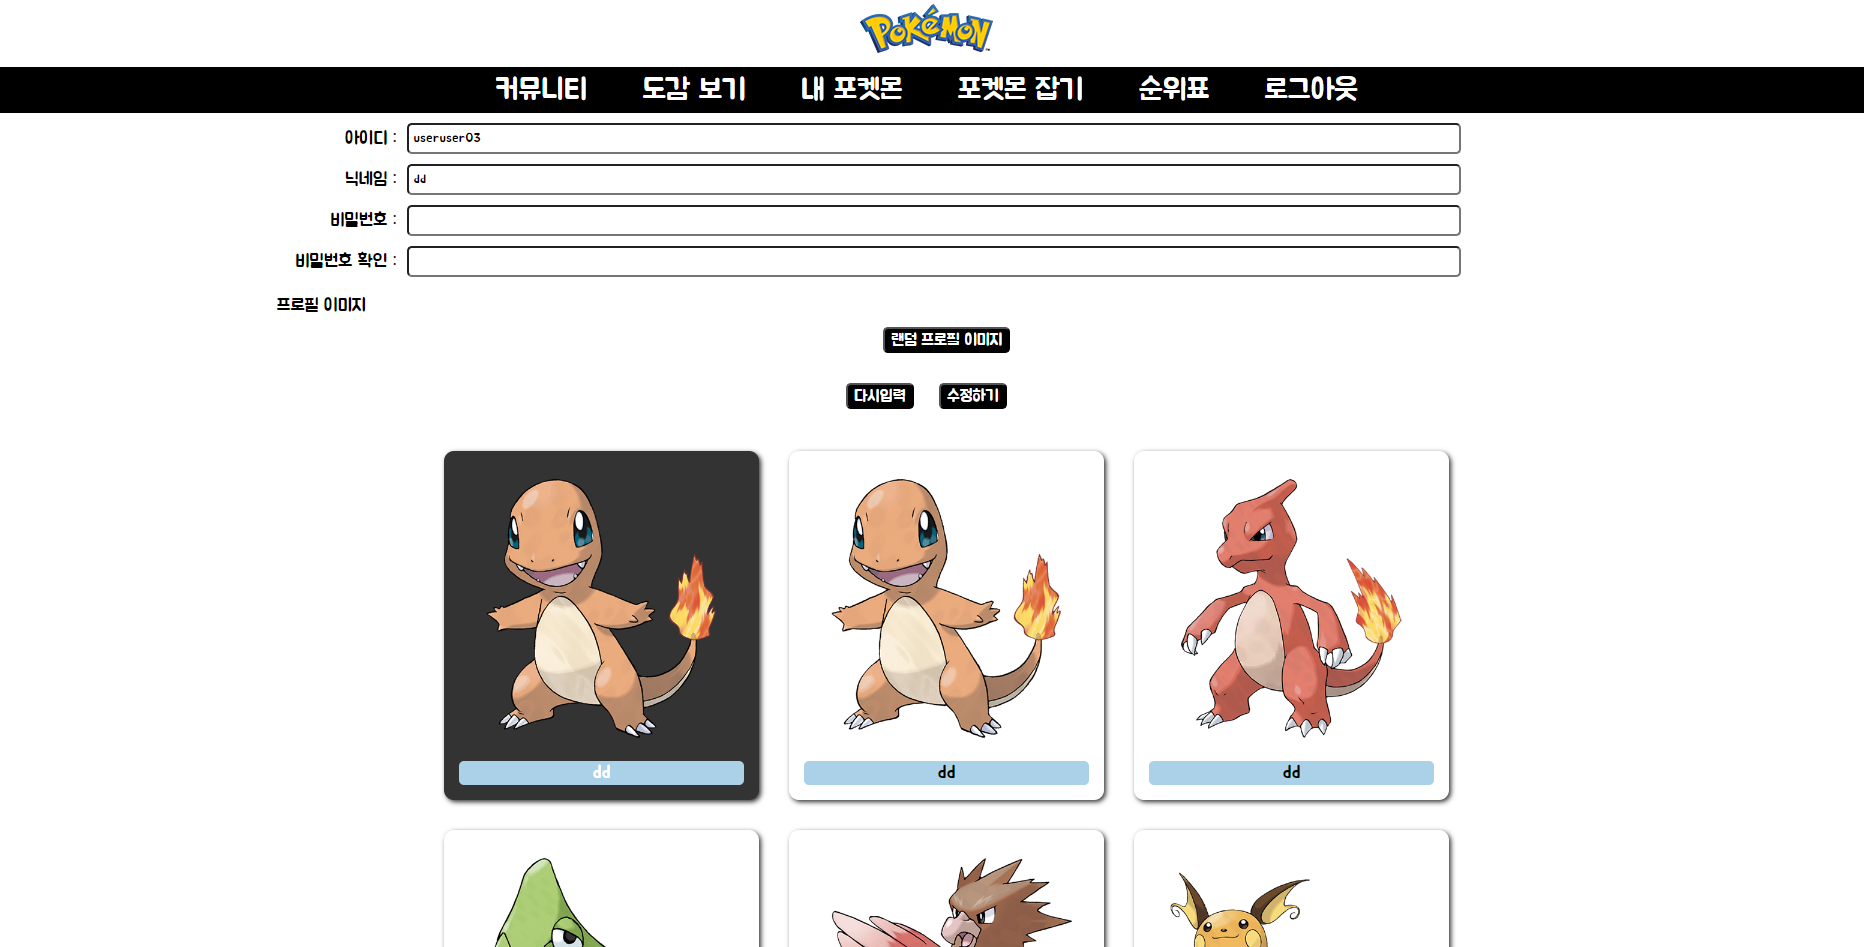 Pokémon
커뮤니티 도감 보기 내 포켓몬 포켓몬 잡기 순위표 로그아웃
아이디 : useruser03
닉네임 : dd
비밀번호 :
비밀번호 확인 :
프로필 이미지
랜덤 프로필 이미지
다시입력 수정하기
dd dd dd